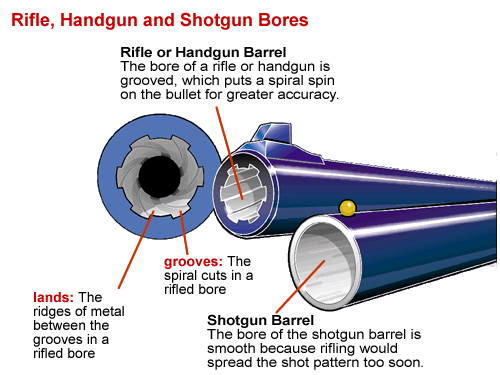 Rifle, Handgun and Shotgun Bores
Rifle or Handgun Barrel
The bore of a rifle or handgun is
grooved, which puts a spiral spin
on the bullet for greater accuracy.
grooves: The
spiral cuts in a
rifled bore
lands: The
ridges of metal
between the
grooves in a
rifled bore
Shotgun Barrel
The bore of the shotgun barrel is
smooth because rifling would
spread the shot pattern too soon.